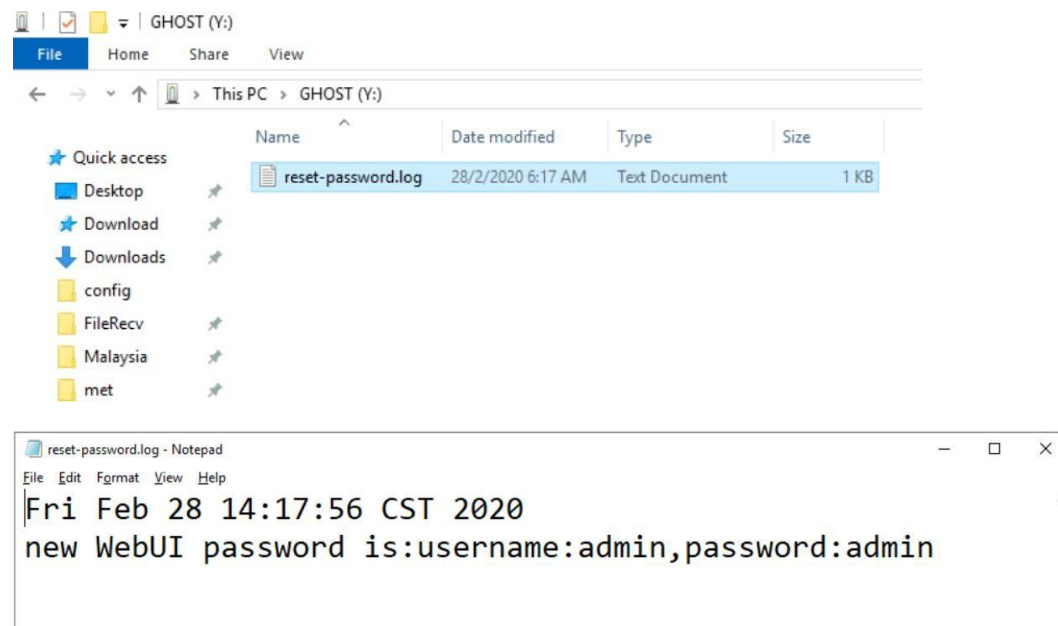 GHOST (Y:)
File Home Share View
This PC > GHOST (Y:)
Name Date modified Type Size
Quick access
reset-password.log 28/2/2020 6:17 AM Text Document 1 KB
Desktop
Download
Downloads
config
FileRecv
Malaysia
met
reset-password.log - Notepad
File Edit Format View Help
Fri Feb 28 14:17:56 CST 2020
new WebUI password is:username:admin,password:admin